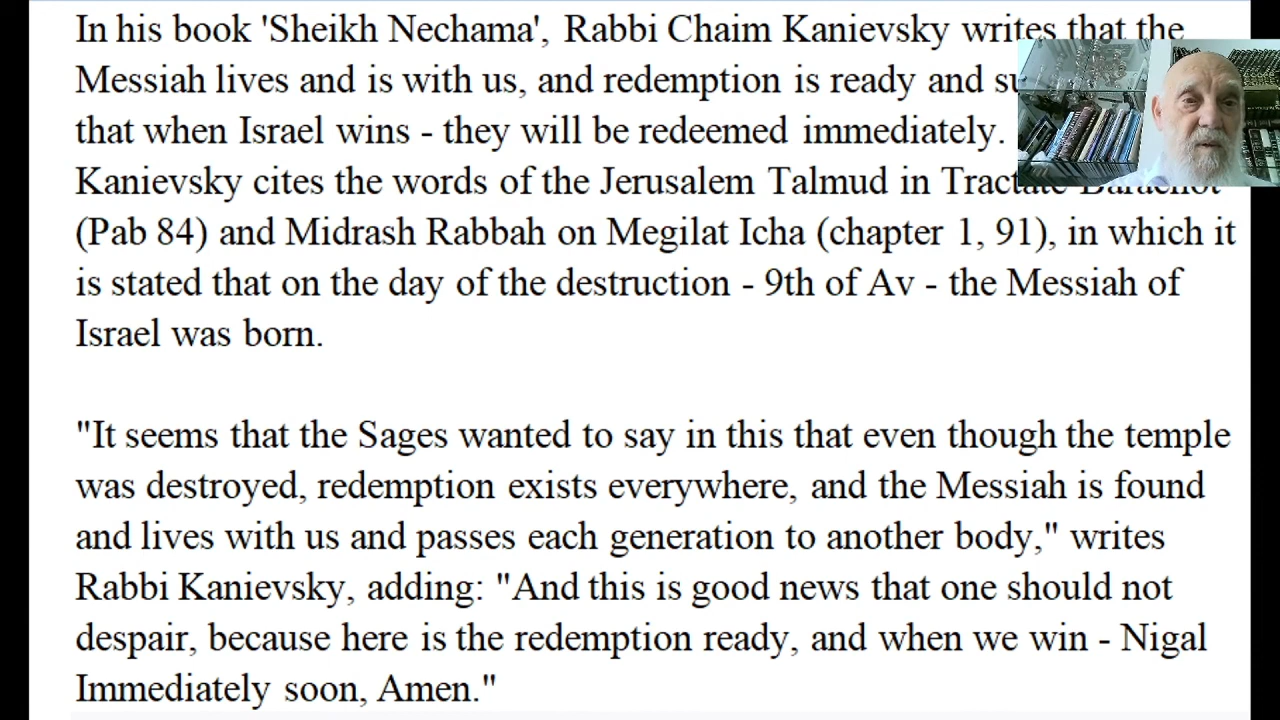 In his book 'Sheikh Nechama', Rabbi Chaim Kanievsky writes that the
Messiah lives and is with us, and redemption is ready and
that when Israel wins - they will be redeemed immediately.
Kanievsky cites the words of the Jerusalem Talmud in Tractate
(Pab 84) and Midrash Rabbah on Megilat Icha (chapter 1, 91), in which it
is stated that on the day of the destruction - 9th of Av - the Messiah of
Israel was born.
"It seems that the Sages wanted to say in this that even though the temple
was destroyed, redemption exists everywhere, and the Messiah is found
and lives with us and passes each generation to another body," writes
Rabbi Kanievsky, adding: "And this is good news that one should not
despair, because here is the redemption ready, and when we win - Nigal
Immediately soon, Amen."